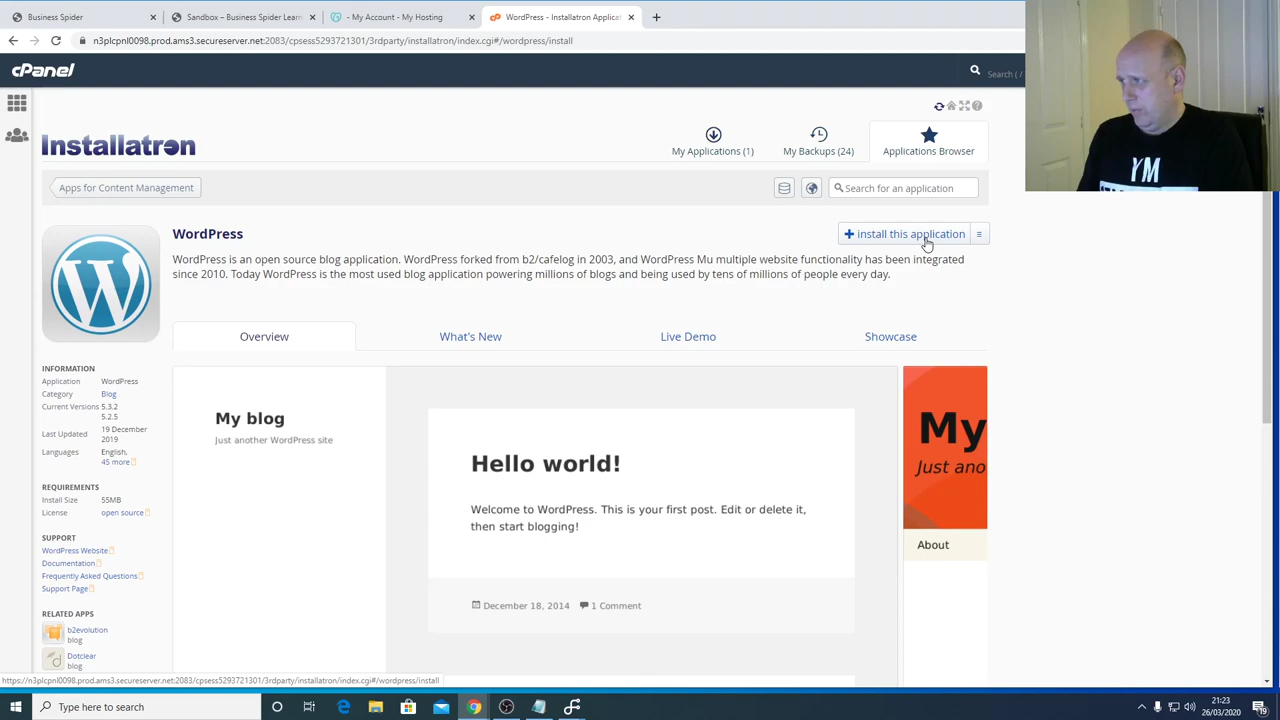 Business Spider
Sandbox – Business Spider Learn
- My Account - My Hosting
WordPress - Installatron Applicat
n3plcpnl0098.prod.ams3.secureserver.net:2083/cpsess5293721301/3rdparty/installatron/index.cgi#/wordpress/install
cPanel
Search ( /
Installatron
My Applications (1)
My Backups (24)
Applications Browser
Apps for Content Management
Search for an application
WordPress
install this application
WordPress is an open source blog application. WordPress forked from b2/cafelog in 2003, and WordPress Mu multiple website functionality has been integrated
since 2010. Today WordPress is the most used blog application powering millions of blogs and being used by tens of millions of people every day.
Overview
What's New
Live Demo
Showcase
INFORMATION
Application WordPress
Category Blog
Current Versions 5.3.2
5.2.5
Last Updated 19 December
2019
Languages English,
45 more
REQUIREMENTS
Install Size 55MB
License open source
SUPPORT
WordPress Website
Documentation
Frequently Asked Questions
Support Page
RELATED APPS
b2evolution
blog
Dotclear
blog
My blog
Just another WordPress site
Hello world!
Welcome to WordPress. This is your first post. Edit or delete it,
then start blogging!
December 18, 2014
1 Comment
My
Just ano
About
YM
https://n3plcpnl0098.prod.ams3.secureserver.net:2083/cpsess5293721301/3rdparty/installatron/index.cgi#/wordpress/install
Type here to search
21:23
26/03/2020
19